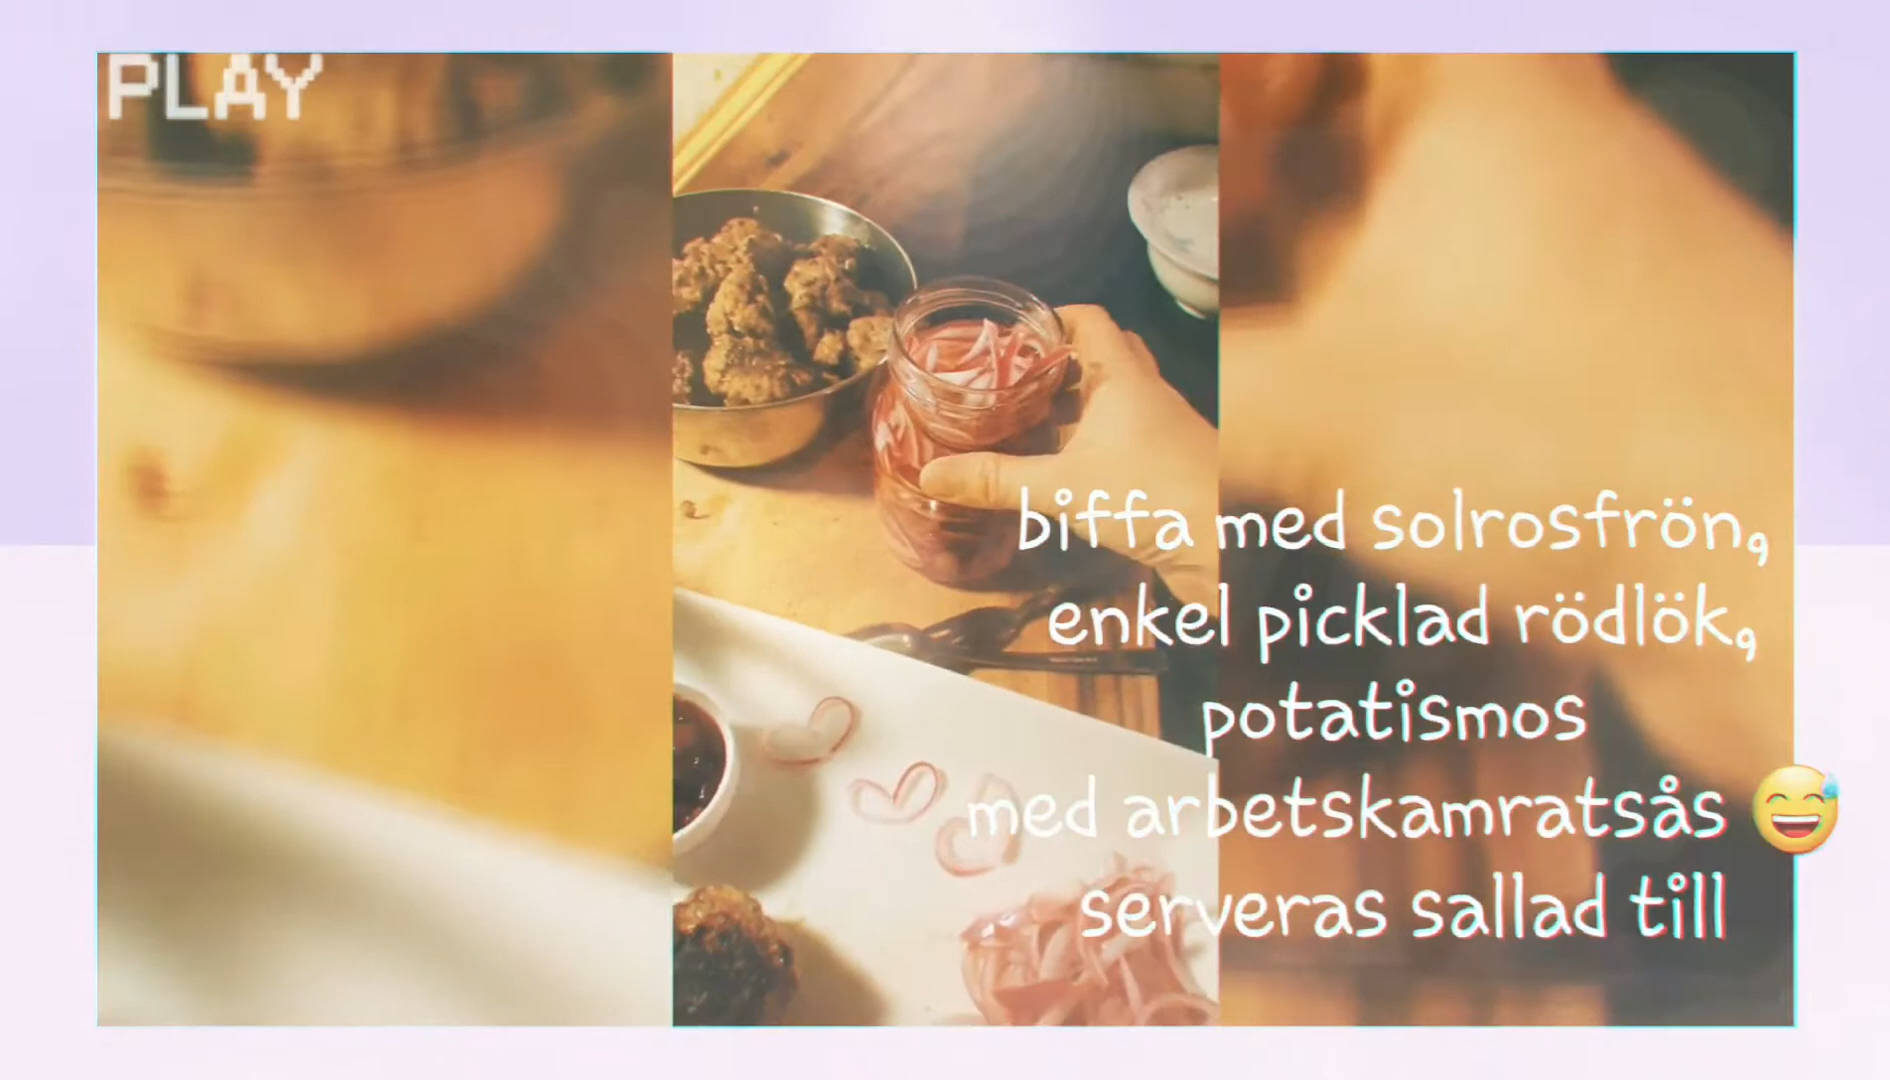 PLAY
biffa med solrosfrön,
enkel picklad rödlök,
potatismos
med arbetskamratsås 😅
serveras sallad till